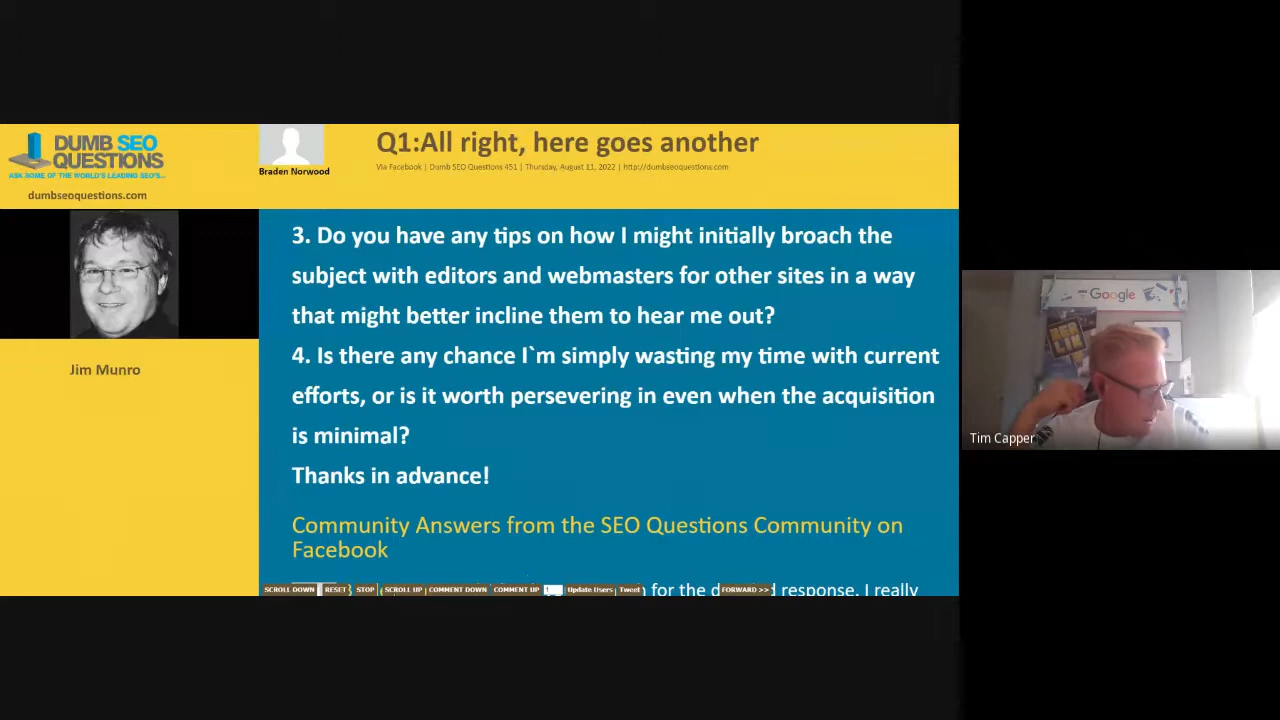 DUMB SEO
QUESTIONS
ASK SOME OF THE WORLD'S LEADING SEO'S...
dumbseoquestions.com
Braden Norwood
Q1:All right, here goes another
Via Facebook | Dumb SEO Questions 451 | Thursday, August 11, 2022 | http://dumbseoquestions.com
Jim Munro
3. Do you have any tips on how I might initially broach the
subject with editors and webmasters for other sites in a way
that might better incline them to hear me out?
4. Is there any chance I`m simply wasting my time with current
efforts, or is it worth persevering in even when the acquisition
is minimal?
Thanks in advance!
Community Answers from the SEO Questions Community on
Facebook
SCROLL DOWN RESET STOP SCROLL UP COMMENT DOWN COMMENT UP Update Users Tweet FORWARD >>
for the response. I really
Google
Tim Capper